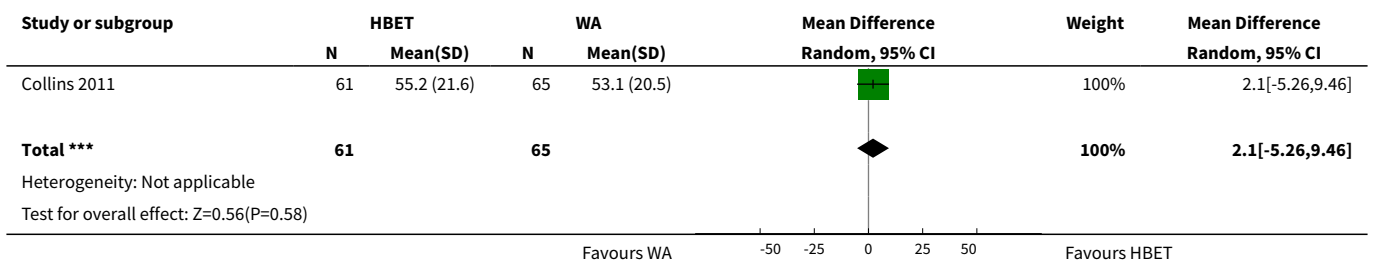 Study or subgroup HBET WA Mean Difference Weight Mean Difference
N Mean(SD) N Mean(SD) Random, 95% CI Random, 95% CI
Collins 2011 61 55.2 (21.6) 65 53.1 (20.5) 100% 2.1[-5.26,9.46]
Total *** 61 65 100% 2.1[-5.26,9.46]
Heterogeneity: Not applicable
Test for overall effect: Z=0.56(P=0.58)
Favours WA -50 -25 0 25 50 Favours HBET